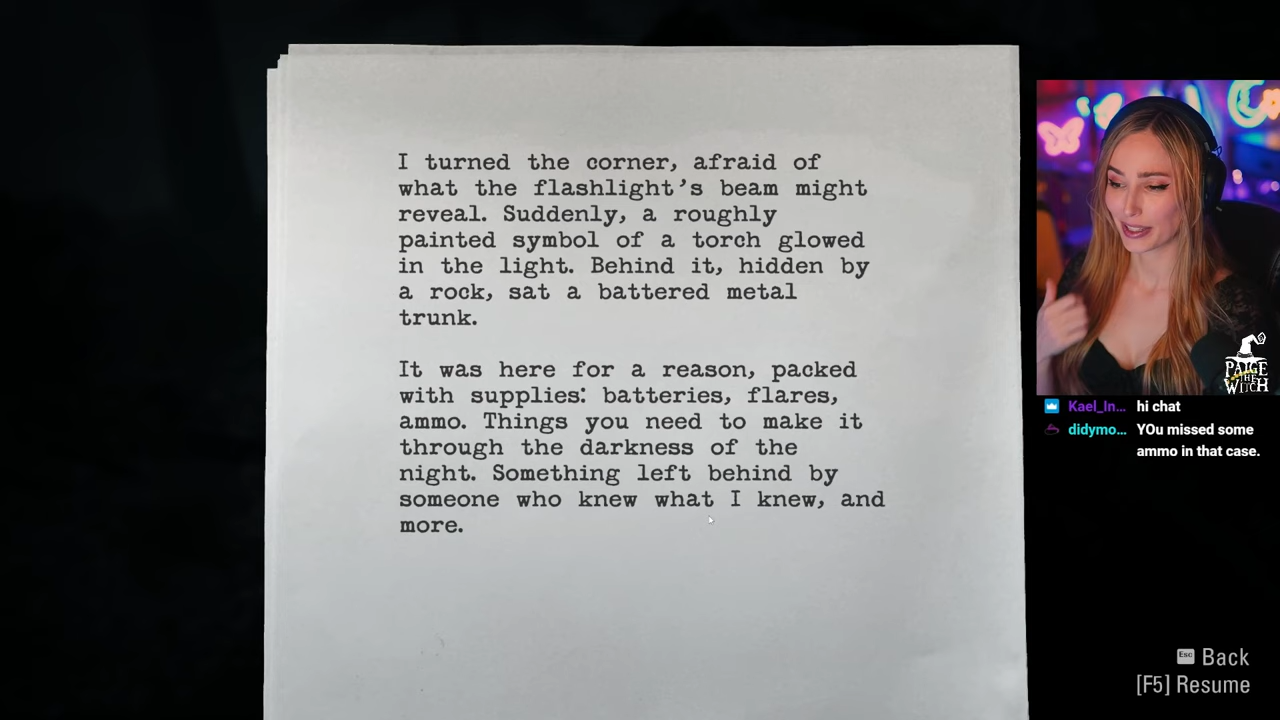 I turned the corner, afraid of
what the flashlight’s beam might
reveal. Suddenly, a roughly
painted symbol of a torch glowed
in the light. Behind it, hidden by
a rock, sat a battered metal
trunk.
It was here for a reason, packed
with supplies: batteries, flares,
ammo. Things you need to make it
through the darkness of the
night. Something left behind by
someone who knew what I knew, and
more.
PAIGE
THE
WITCH
Kael_In... hi chat
didymo... YOu missed some
ammo in that case.
Esc Back
[F5] Resume